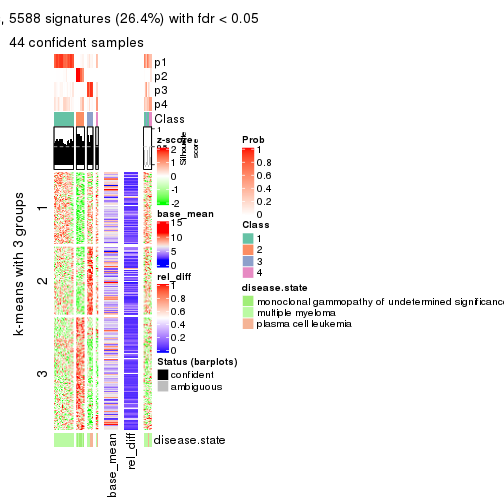 , 5588 signatures (26.4%) with fdr < 0.05
44 confident samples
p1
p2
p3
p4
Class
1
Silhouette
score
z-score
2
1
0
-1
-2
base_mean
15
10
5
0
rel_diff
1
0.8
0.6
0.4
0.2
0
Status (barplots)
confident
ambiguous
Prob
1
0.8
0.6
0.4
0.2
0
Class
1
2
3
4
disease.state
monoclonal gammopathy of undetermined significance
multiple myeloma
plasma cell leukemia
k-means with 3 groups
1
2
3
disease.state
base_mean
rel_diff